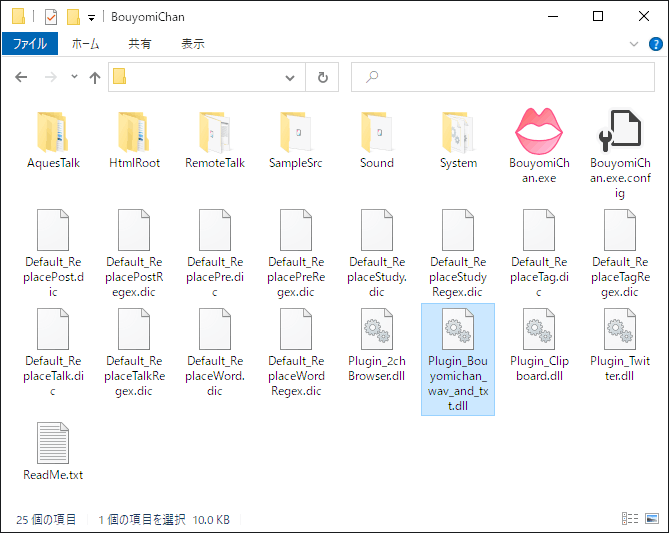 BouyomiChan
ファイル ホーム 共有 表示
AquesTalk HtmlRoot RemoteTalk SampleSrc Sound System BouyomiChan.exe BouyomiChan.exe.config
Default_ReplacePost.dic Default_ReplacePostRegex.dic Default_ReplacePre.dic Default_ReplacePreRegex.dic Default_ReplaceStudy.dic Default_ReplaceStudyRegex.dic Default_ReplaceTag.dic Default_ReplaceTagRegex.dic
Default_ReplaceTalk.dic Default_ReplaceTalkRegex.dic Default_ReplaceWord.dic Default_ReplaceWordRegex.dic Plugin_2chBrowser.dll Plugin_Bouyomichan_wav_and_txt.dll Plugin_Clipboard.dll Plugin_Twitter.dll
ReadMe.txt
25 個の項目 1 個の項目を選択 10.0 KB